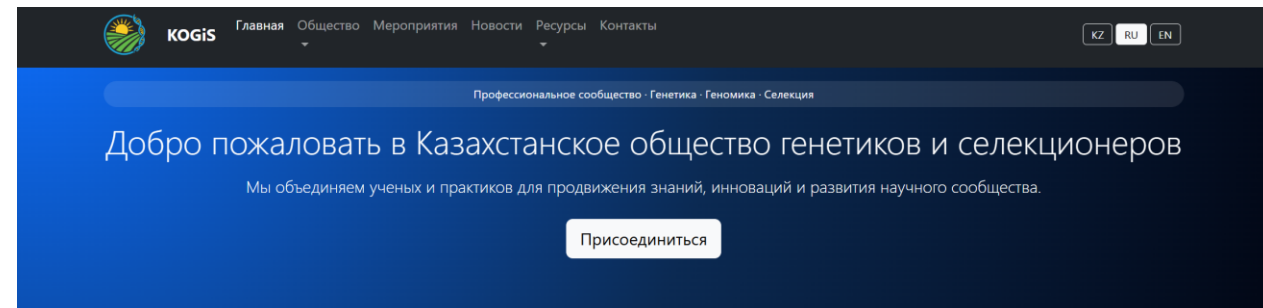 KOGiS Главная Общество Мероприятия Новости Ресурсы Контакты KZ RU EN
Профессиональное сообщество · Генетика · Геномика · Селекция
Добро пожаловать в Казахстанское общество генетиков и селекционеров
Мы объединяем ученых и практиков для продвижения знаний, инноваций и развития научного сообщества.
Присоединиться